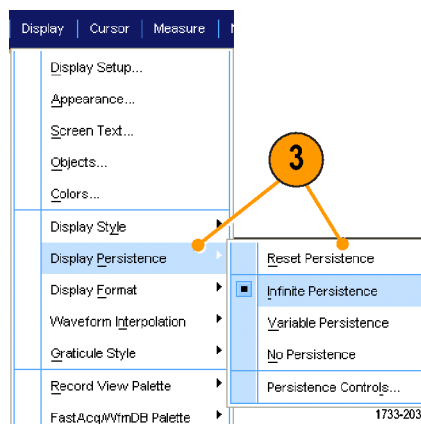 Display Cursor Measure
Display Setup...
Appearance...
Screen Text...
Objects...
Colors...
3
Display Style
Display Persistence
Reset Persistence
Display Format
Infinite Persistence
Waveform Interpolation
Variable Persistence
Graticule Style
No Persistence
Record View Palette
Persistence Controls...
FastAcq/WfmDB Palette
1733-203